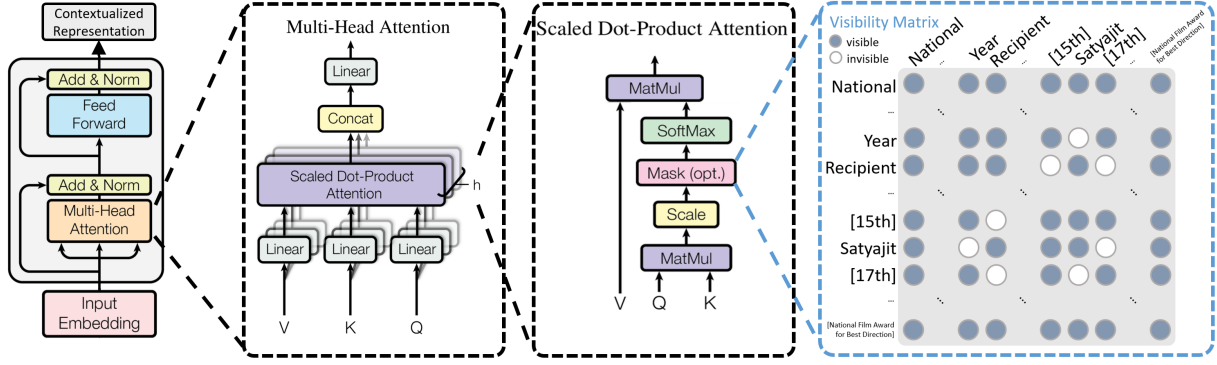 Contextualized
Representation
Add & Norm
Feed
Forward
Add & Norm
Multi-Head
Attention
Input
Embedding
Multi-Head Attention
Linear
Concat
Scaled Dot-Product
Attention
h
Linear
Linear
Linear
V
K
Q
Scaled Dot-Product Attention
MatMul
SoftMax
Mask (opt.)
Scale
MatMul
V
Q
K
Visibility Matrix
visible
invisible
National
...
Year
Recipient
...
[15th]
Satyajit
[17th]
...
[National Film Award
for Best Direction]
National
...
Year
Recipient
...
[15th]
Satyajit
[17th]
...
[National Film Award
for Best Direction]